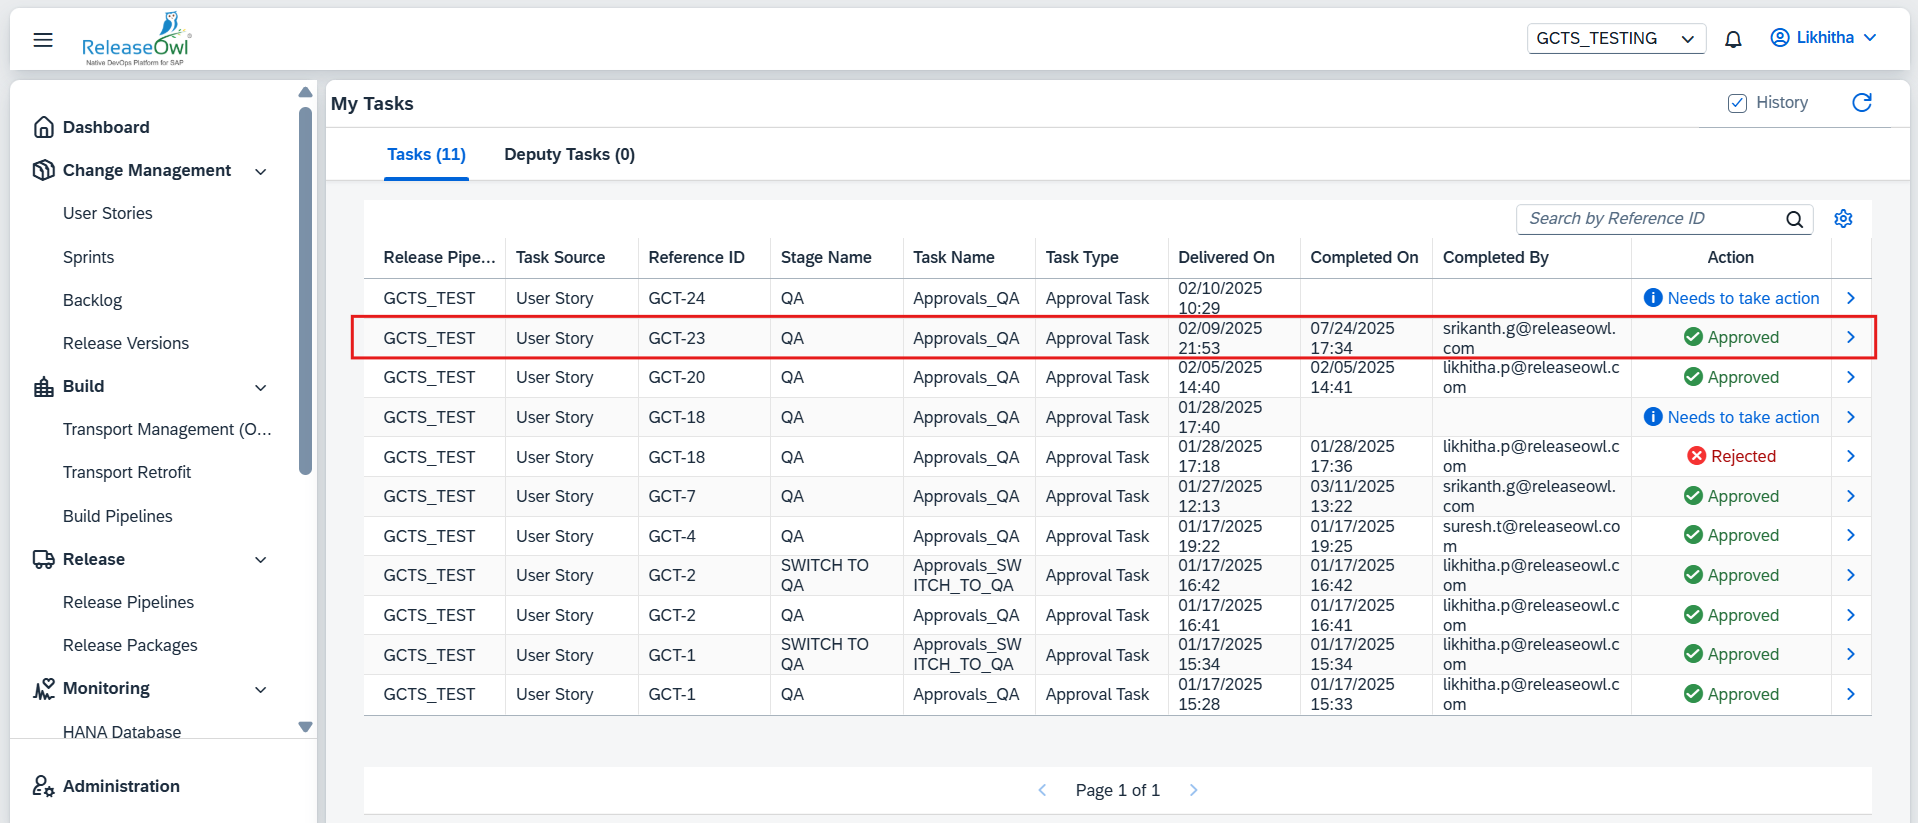 ReleaseOwl
Native DevOps Platform for SAP
GCTS_TESTING
Likhitha
Dashboard
Change Management
User Stories
Sprints
Backlog
Release Versions
Build
Transport Management (O...
Transport Retrofit
Build Pipelines
Release
Release Pipelines
Release Packages
Monitoring
HANA Database
Administration
My Tasks
History
Tasks (11) Deputy Tasks (0)
Search by Reference ID
Release Pipe... Task Source Reference ID Stage Name Task Name Task Type Delivered On Completed On Completed By Action
GCTS_TEST User Story GCT-24 QA Approvals_QA Approval Task 02/10/2025 Needs to take action
10:29
GCTS_TEST User Story GCT-23 QA Approvals_QA Approval Task 02/09/2025 07/24/2025 srikanth.g@releaseowl. Approved
21:53 17:34 com
GCTS_TEST User Story GCT-20 QA Approvals_QA Approval Task 02/05/2025 02/05/2025 likhitha.p@releaseowl.c Approved
14:40 14:41 om
GCTS_TEST User Story GCT-18 QA Approvals_QA Approval Task 01/28/2025 Needs to take action
17:40
GCTS_TEST User Story GCT-18 QA Approvals_QA Approval Task 01/28/2025 01/28/2025 likhitha.p@releaseowl.c Rejected
17:18 17:36 om
GCTS_TEST User Story GCT-7 QA Approvals_QA Approval Task 01/27/2025 03/11/2025 srikanth.g@releaseowl. Approved
12:13 13:22 com
GCTS_TEST User Story GCT-4 QA Approvals_QA Approval Task 01/17/2025 01/17/2025 suresh.t@releaseowl.co Approved
19:22 19:25 m
GCTS_TEST User Story GCT-2 SWITCH TO Approvals_SW Approval Task 01/17/2025 01/17/2025 likhitha.p@releaseowl.c Approved
QA ITCH_TO_QA 16:42 16:42 om
GCTS_TEST User Story GCT-2 QA Approvals_QA Approval Task 01/17/2025 01/17/2025 likhitha.p@releaseowl.c Approved
16:41 16:41 om
GCTS_TEST User Story GCT-1 SWITCH TO Approvals_SW Approval Task 01/17/2025 01/17/2025 likhitha.p@releaseowl.c Approved
QA ITCH_TO_QA 15:34 15:34 om
GCTS_TEST User Story GCT-1 QA Approvals_QA Approval Task 01/17/2025 01/17/2025 likhitha.p@releaseowl.c Approved
15:28 15:33 om
Page 1 of 1